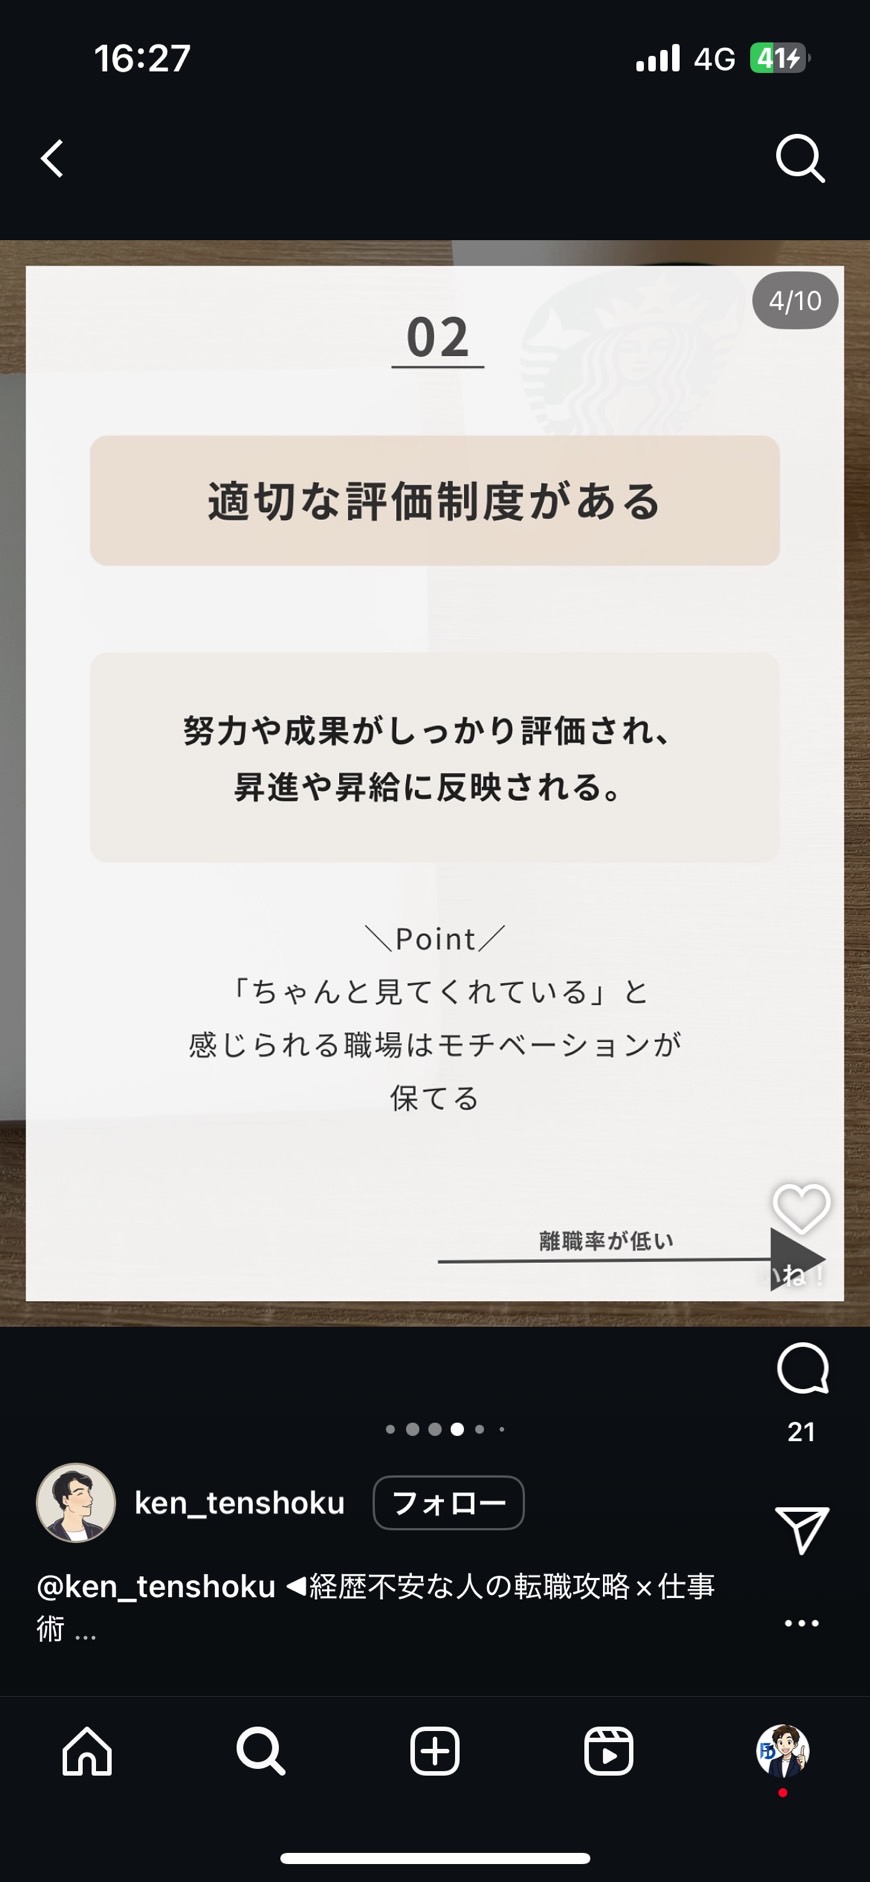 16:27
4G
41
4/10
02
適切な評価制度がある
努力や成果がしっかり評価され、
昇進や昇給に反映される。
＼Point／
「ちゃんと見てくれている」と
感じられる職場はモチベーションが
保てる
離職率が低い
いね！
21
ken_tenshoku
フォロー
@ken_tenshoku ◀経歴不安な人の転職攻略×仕事
術 ...